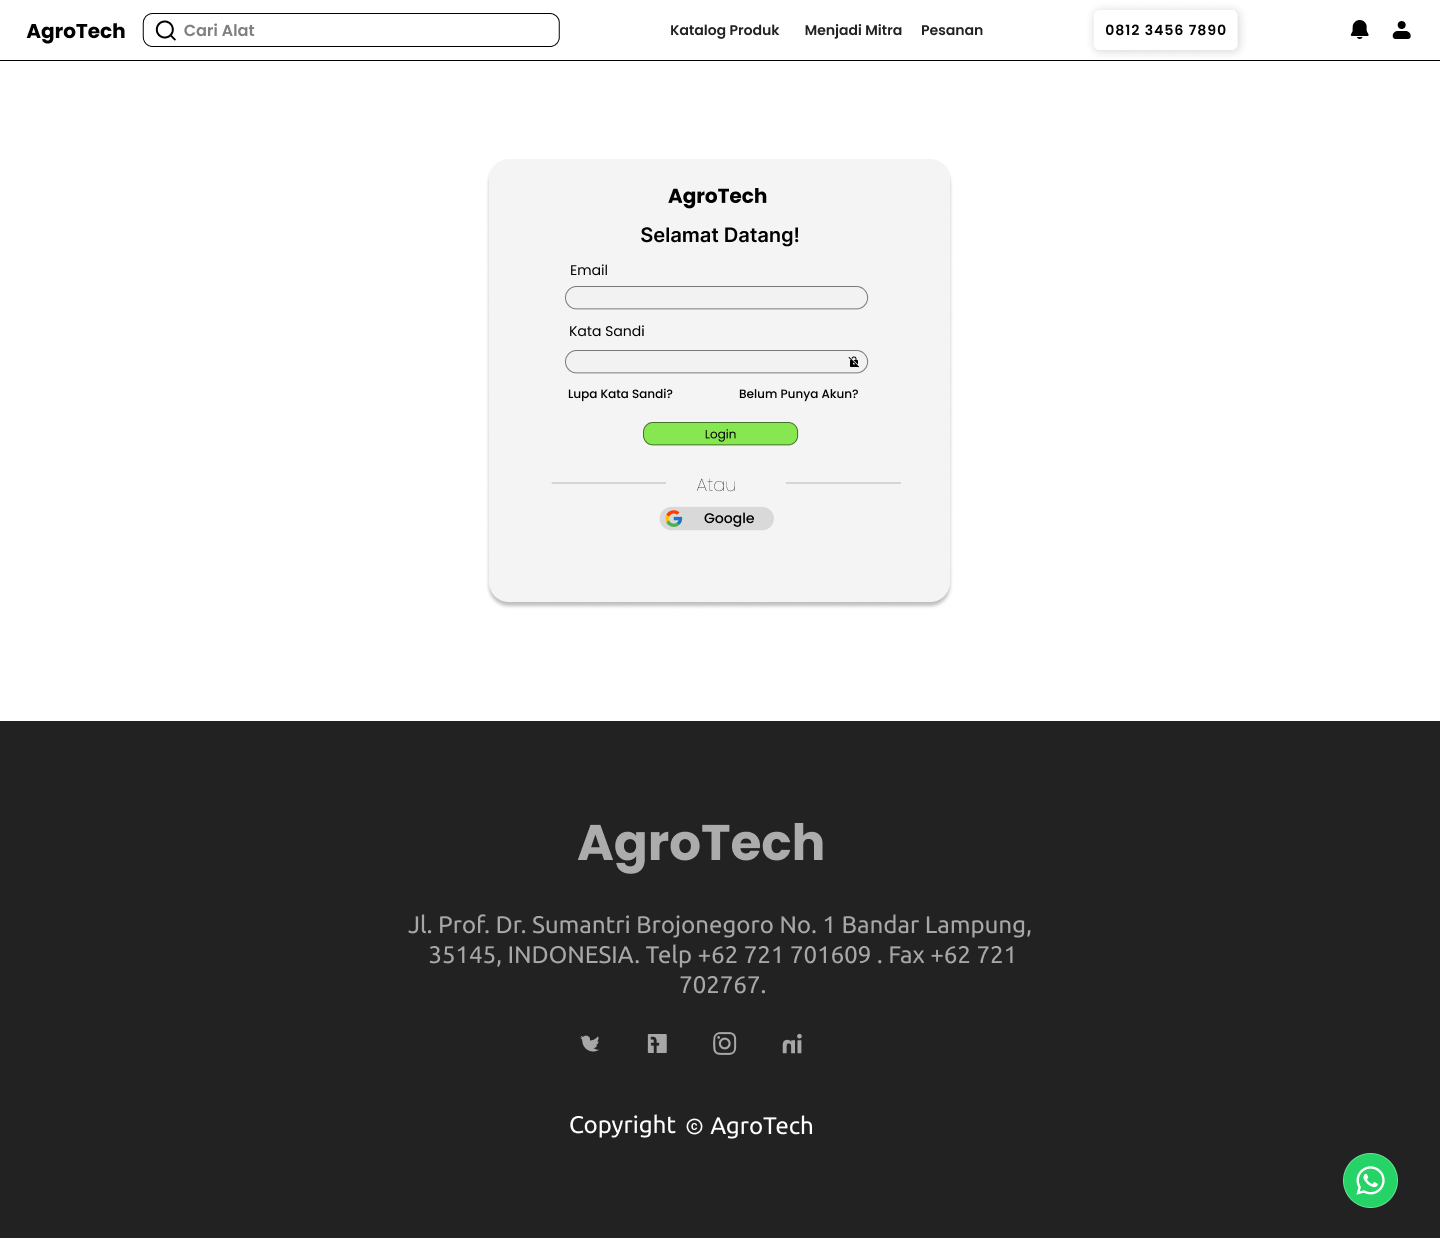 AgroTech
Cari Alat
Katalog Produk
Menjadi Mitra
Pesanan
0812 3456 7890
AgroTech
Selamat Datang!
Email
Kata Sandi
Lupa Kata Sandi?
Belum Punya Akun?
Login
Atau
Google
AgroTech
Jl. Prof. Dr. Sumantri Brojonegoro No. 1 Bandar Lampung,
35145, INDONESIA. Telp +62 721 701609 . Fax +62 721
702767.
Copyright © AgroTech